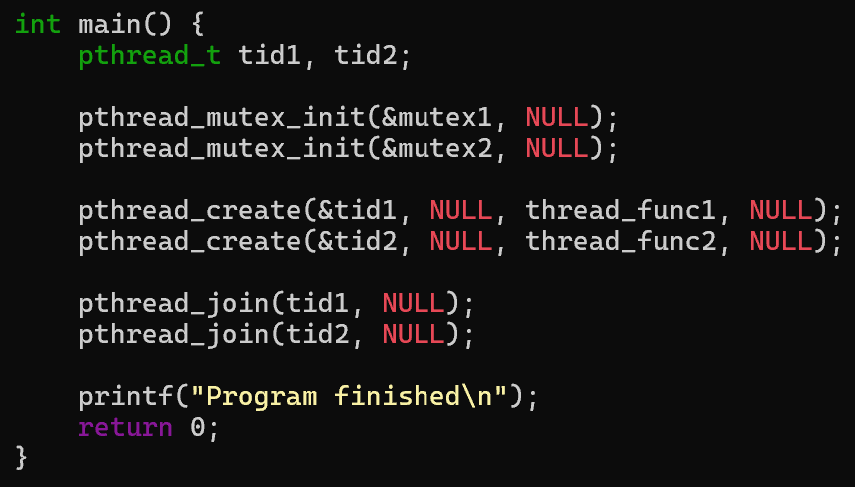 int main() {
    pthread_t tid1, tid2;

    pthread_mutex_init(&mutex1, NULL);
    pthread_mutex_init(&mutex2, NULL);

    pthread_create(&tid1, NULL, thread_func1, NULL);
    pthread_create(&tid2, NULL, thread_func2, NULL);

    pthread_join(tid1, NULL);
    pthread_join(tid2, NULL);

    printf("Program finished\n");
    return 0;
}